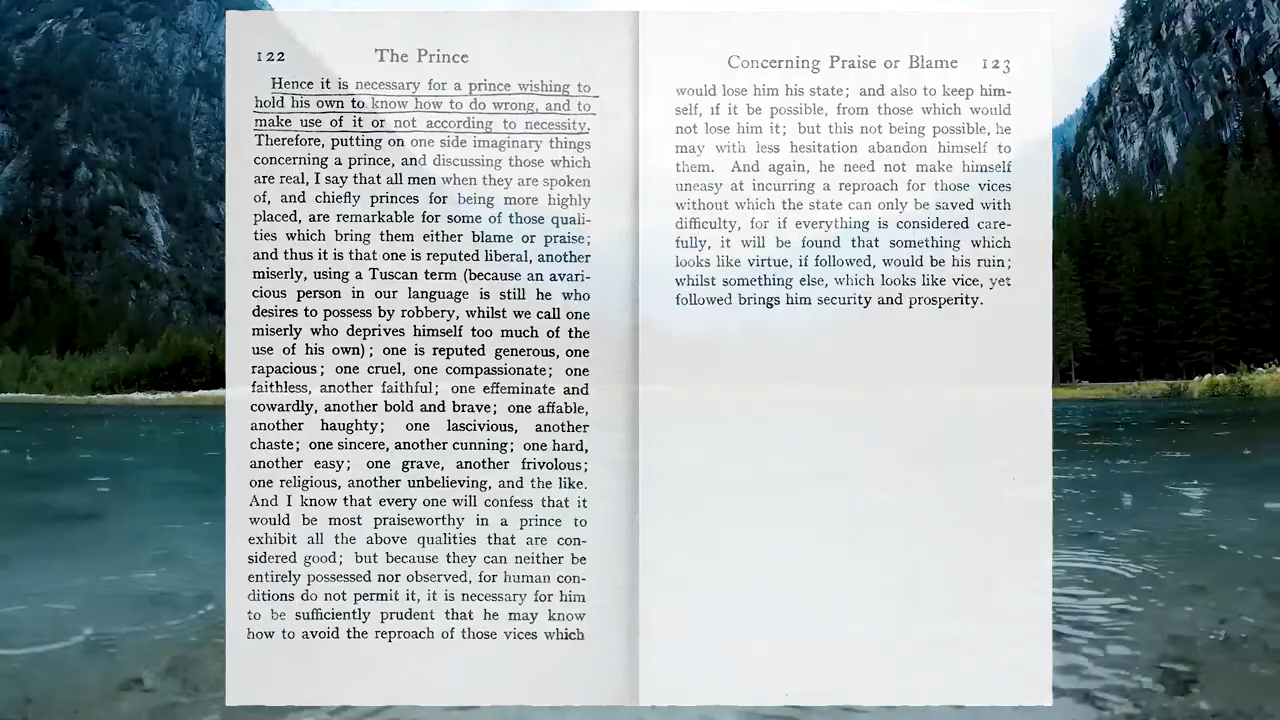 122 The Prince
Hence it is necessary for a prince wishing to
hold his own to know how to do wrong, and to
make use of it or not according to necessity.
Therefore, putting on one side imaginary things
concerning a prince, and discussing those which
are real, I say that all men when they are spoken
of, and chiefly princes for being more highly
placed, are remarkable for some of those quali-
ties which bring them either blame or praise;
and thus it is that one is reputed liberal, another
miserly, using a Tuscan term (because an avari-
cious person in our language is still he who
desires to possess by robbery, whilst we call one
miserly who deprives himself too much of the
use of his own); one is reputed generous, one
rapacious; one cruel, one compassionate; one
faithless, another faithful; one effeminate and
cowardly, another bold and brave; one affable,
another haughty; one lascivious, another
chaste; one sincere, another cunning; one hard,
another easy; one grave, another frivolous;
one religious, another unbelieving, and the like.
And I know that every one will confess that it
would be most praiseworthy in a prince to
exhibit all the above qualities that are con-
sidered good; but because they can neither be
entirely possessed nor observed, for human con-
ditions do not permit it, it is necessary for him
to be sufficiently prudent that he may know
how to avoid the reproach of those vices which
Concerning Praise or Blame 123
would lose him his state; and also to keep him-
self, if it be possible, from those which would
not lose him it; but this not being possible, he
may with less hesitation abandon himself to
them. And again, he need not make himself
uneasy at incurring a reproach for those vices
without which the state can only be saved with
difficulty, for if everything is considered care-
fully, it will be found that something which
looks like virtue, if followed, would be his ruin;
whilst something else, which looks like vice, yet
followed brings him security and prosperity.